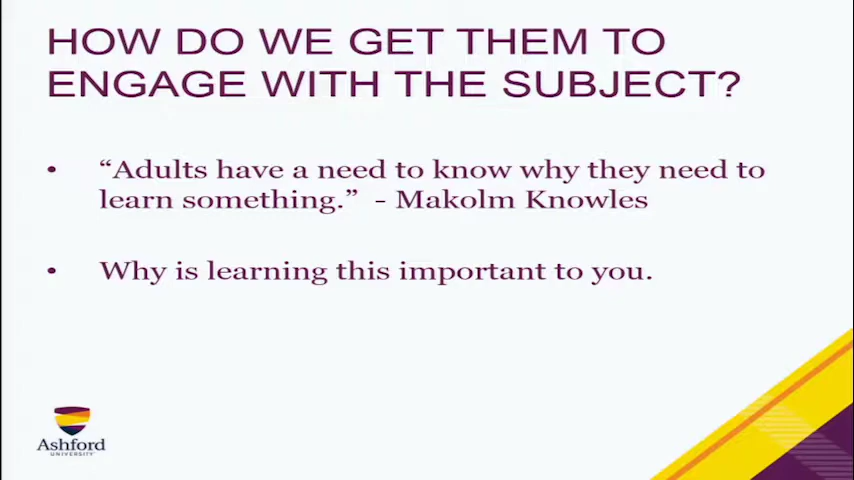 HOW DO WE GET THEM TO
ENGAGE WITH THE SUBJECT?
• “Adults have a need to know why they need to
learn something.” - Makolm Knowles
• Why is learning this important to you.
Ashford
UNIVERSITY